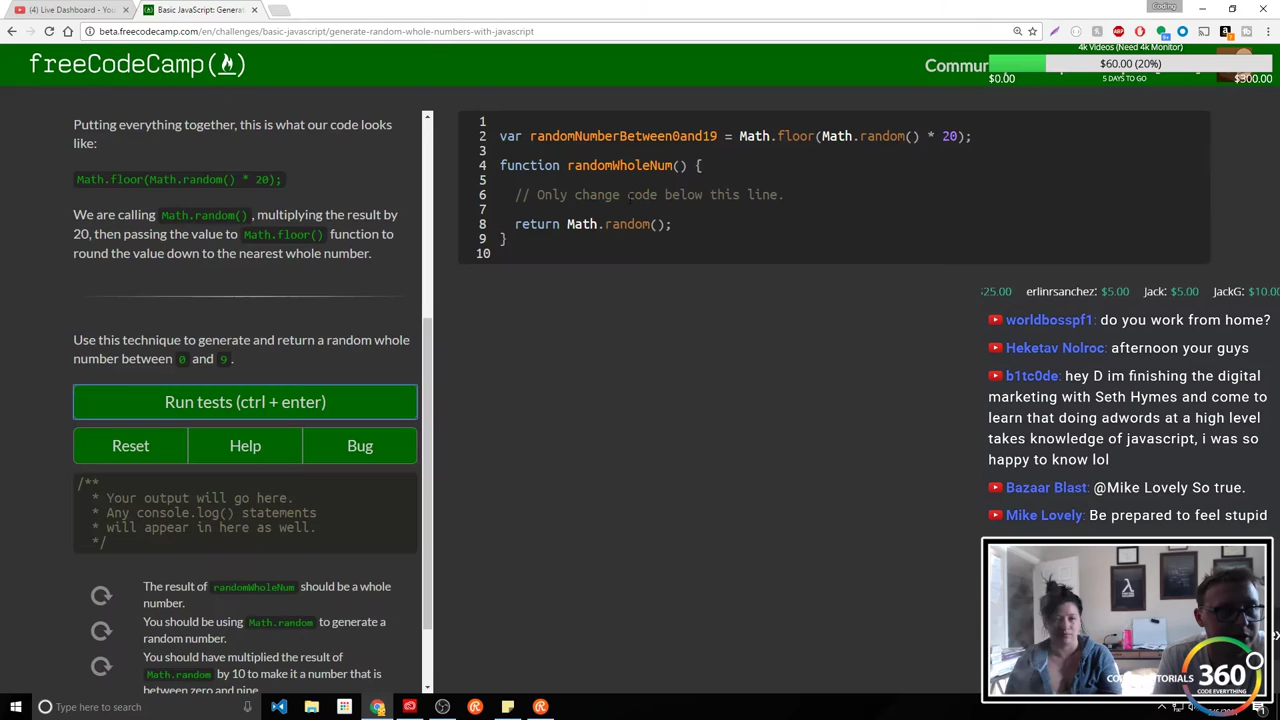 (4) Live Dashboard - You
Basic JavaScript: Generat
Coding
beta.freecodecamp.com/en/challenges/basic-javascript/generate-random-whole-numbers-with-javascript
freeCodeCamp
Commun
4k Videos (Need 4k Monitor)
$60.00 (20%)
$0.00
5 DAYS TO GO
$300.00
Putting everything together, this is what our code looks
like:
Math.floor(Math.random() * 20);
We are calling Math.random(), multiplying the result by
20, then passing the value to Math.floor() function to
round the value down to the nearest whole number.
Use this technique to generate and return a random whole
number between 0 and 9.
Run tests (ctrl + enter)
Reset
Help
Bug
/**
* Your output will go here.
* Any console.log() statements
* will appear in here as well.
*/
The result of randomWholeNum should be a whole
number.
You should be using Math.random to generate a
random number.
You should have multiplied the result of
Math.random by 10 to make it a number that is
between zero and nine
1
2 var randomNumberBetween0and19 = Math.floor(Math.random() * 20);
3
4 function randomWholeNum() {
5
6 // Only change code below this line.
7
8 return Math.random();
9 }
10
$25.00 erlinrsanchez: $5.00 Jack: $5.00 JackG: $10.00
worldbosspf1: do you work from home?
Heketav Nolroc: afternoon your guys
b1tc0de: hey D im finishing the digital
marketing with Seth Hymes and come to
learn that doing adwords at a high level
takes knowledge of javascript, i was so
happy to know lol
Bazaar Blast: @Mike Lovely So true.
Mike Lovely: Be prepared to feel stupid
360
CODE EVERYTHING
Type here to search